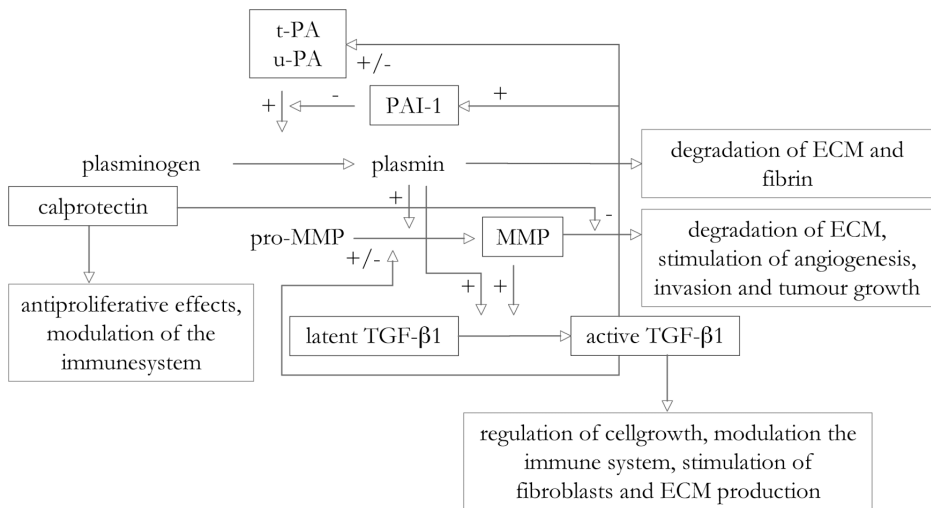 t-PA
u-PA
+/-
+
-
PAI-1
+
plasminogen
plasmin
degradation of ECM and
fibrin
calprotectin
+
-
pro-MMP
+/-
MMP
degradation of ECM,
stimulation of angiogenesis,
invasion and tumour growth
antiproliferative effects,
modulation of the
immunesystem
+
+
latent TGF-β1
active TGF-β1
regulation of cellgrowth, modulation the
immune system, stimulation of
fibroblasts and ECM production